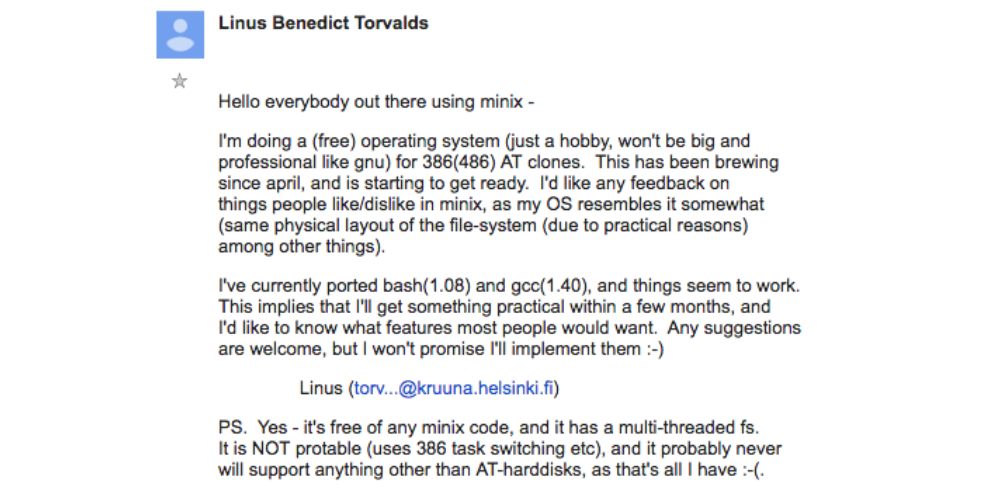 Linus Benedict Torvalds
Hello everybody out there using minix -
I'm doing a (free) operating system (just a hobby, won't be big and
professional like gnu) for 386(486) AT clones.  This has been brewing
since april, and is starting to get ready.  I'd like any feedback on
things people like/dislike in minix, as my OS resembles it somewhat
(same physical layout of the file-system (due to practical reasons)
among other things).
I've currently ported bash(1.08) and gcc(1.40), and things seem to work.
This implies that I'll get something practical within a few months, and
I'd like to know what features most people would want.  Any suggestions
are welcome, but I won't promise I'll implement them :-)
Linus (torv...@kruuna.helsinki.fi)
PS.  Yes - it's free of any minix code, and it has a multi-threaded fs.
It is NOT protable (uses 386 task switching etc), and it probably never
will support anything other than AT-harddisks, as that's all I have :-(.